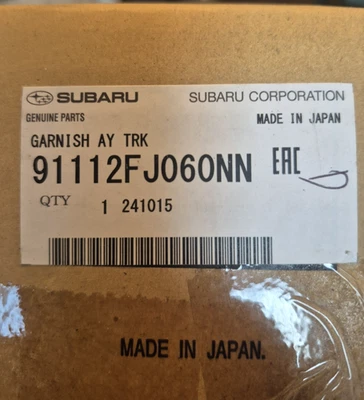 SUBARU SUBARU CORPORATION
GENUINE PARTS MADE IN JAPAN
GARNISH AY TRK
91112FJ060NN EAC
QTY 1 241015
MADE IN JAPAN.